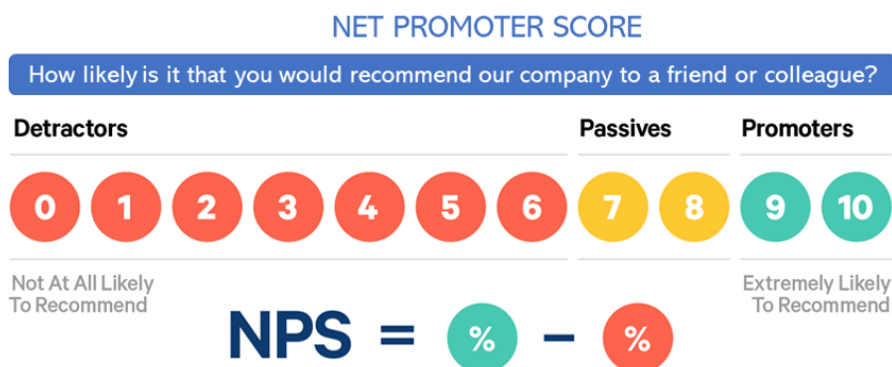 NET PROMOTER SCORE
How likely is it that you would recommend our company to a friend or colleague?
Detractors Passives Promoters
0 1 2 3 4 5 6 7 8 9 10
Not At All Likely Extremely Likely
To Recommend To Recommend
NPS = % – %